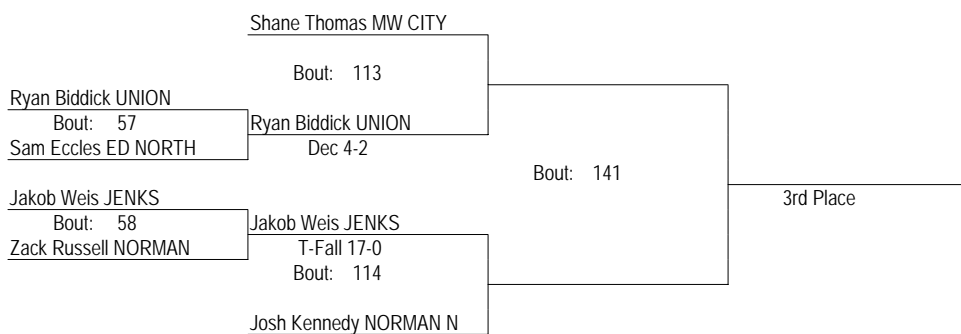 Shane Thomas MW CITY
Bout: 113
Ryan Biddick UNION
Bout: 57
Ryan Biddick UNION
Sam Eccles ED NORTH
Dec 4-2
Bout: 141
Jakob Weis JENKS
3rd Place
Bout: 58
Jakob Weis JENKS
Zack Russell NORMAN
T-Fall 17-0
Bout: 114
Josh Kennedy NORMAN N